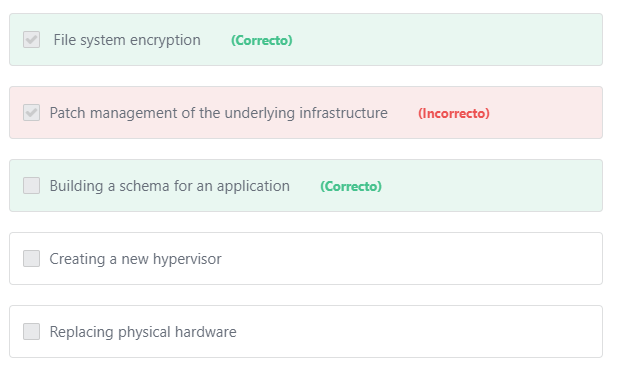 File system encryption (Correcto)
Patch management of the underlying infrastructure (Incorrecto)
Building a schema for an application (Correcto)
Creating a new hypervisor
Replacing physical hardware